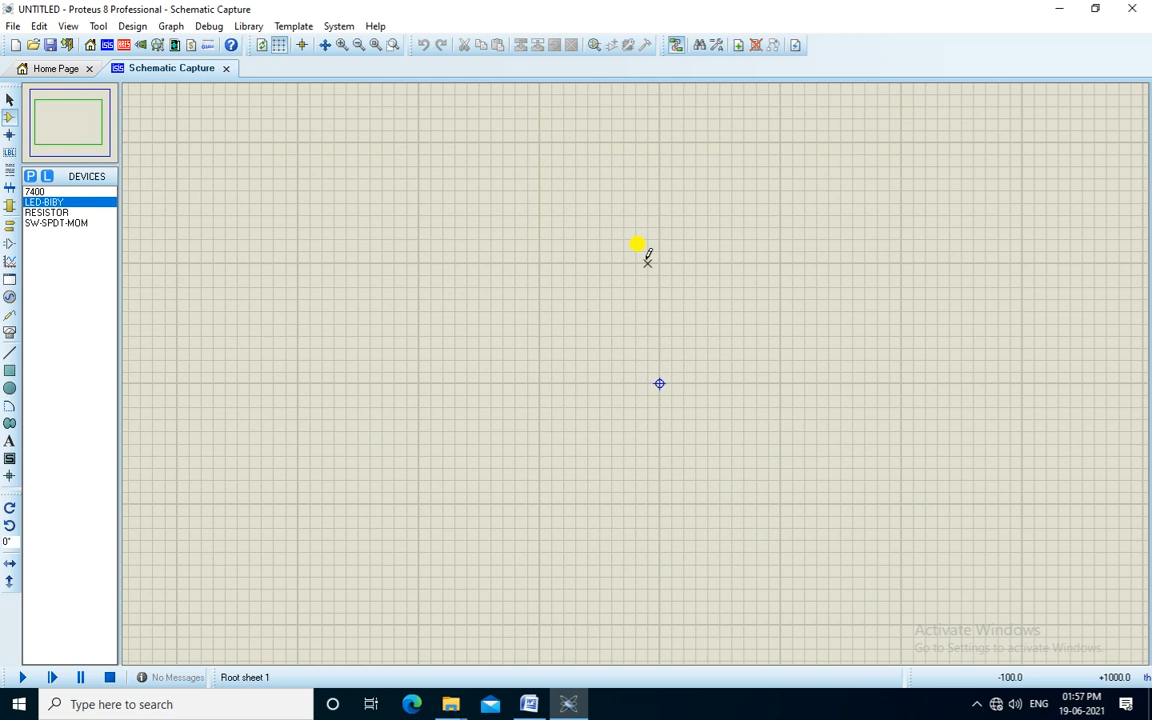 UNTITLED - Proteus 8 Professional - Schematic Capture
File Edit View Tool Design Graph Debug Library Template System Help
Home Page
Schematic Capture
P L DEVICES
7400
LED-BIBY
RESISTOR
SW-SPDT-MOM
LBL
A
S
0°
Activate Windows
Go to Settings to activate Windows.
No Messages
Root sheet 1
-100.0
+1000.0
th
Type here to search
ENG
01:57 PM
19-06-2021